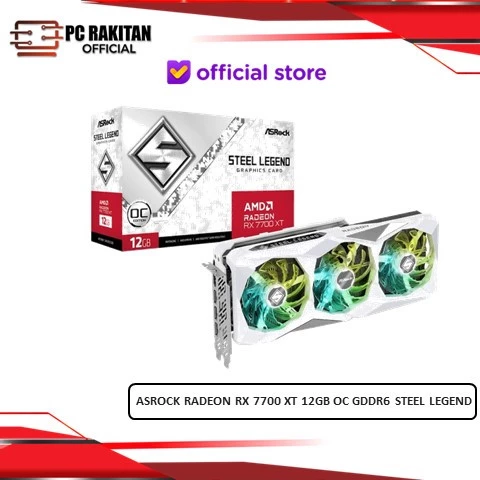 PC RAKITAN
OFFICIAL
official store
ASRock
STEEL LEGEND
GRAPHICS CARD
OC
EDITION
12GB
AMD
RADEON
RX 7700 XT
ASROCK RADEON RX 7700 XT 12GB OC GDDR6 STEEL LEGEND